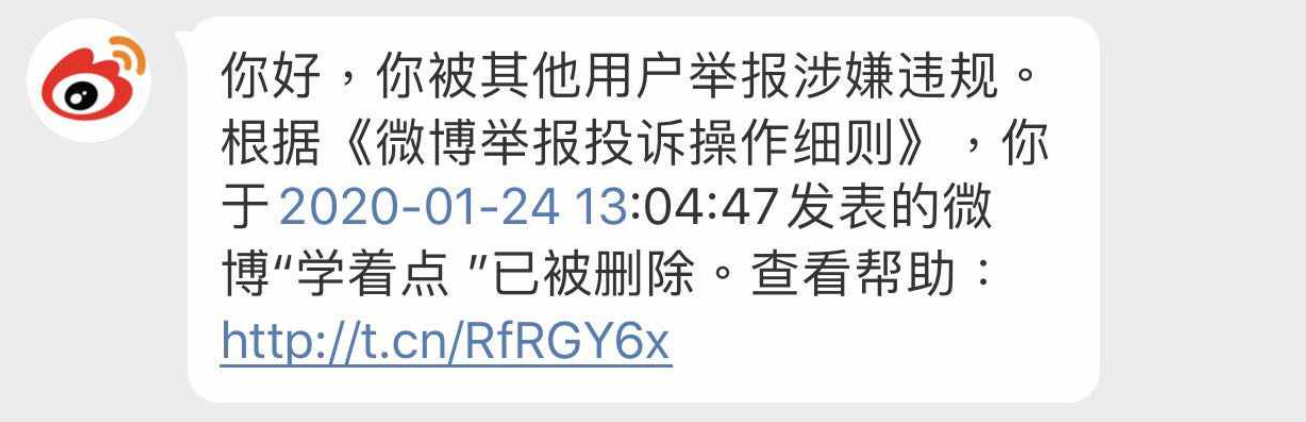 你好，你被其他用户举报涉嫌违规。
根据《微博举报投诉操作细则》，你
于2020-01-24 13:04:47发表的微
博“学着点 ”已被删除。查看帮助：
http://t.cn/RfRGY6x